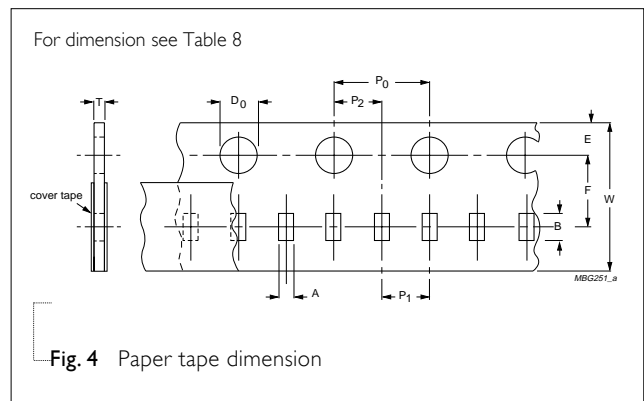 For dimension see Table 8
P0
D0
P2
T
E
F
W
cover tape
B
MBG251_a
A
P1
Fig. 4 Paper tape dimension